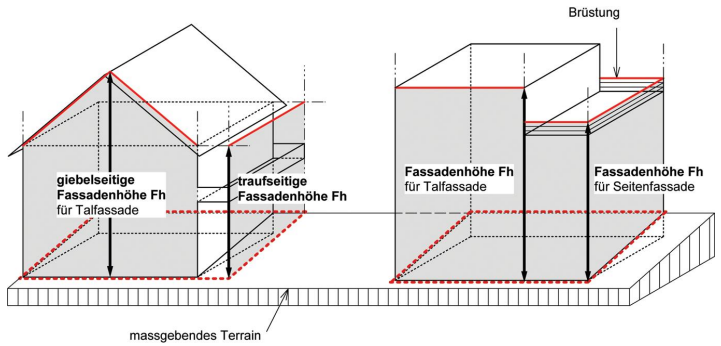 Brüstung
giebelseitige
Fassadenhöhe Fh
für Talfassade
traufseitige
Fassadenhöhe Fh
Fassadenhöhe Fh
für Talfassade
Fassadenhöhe Fh
für Seitenfassade
massgebendes Terrain